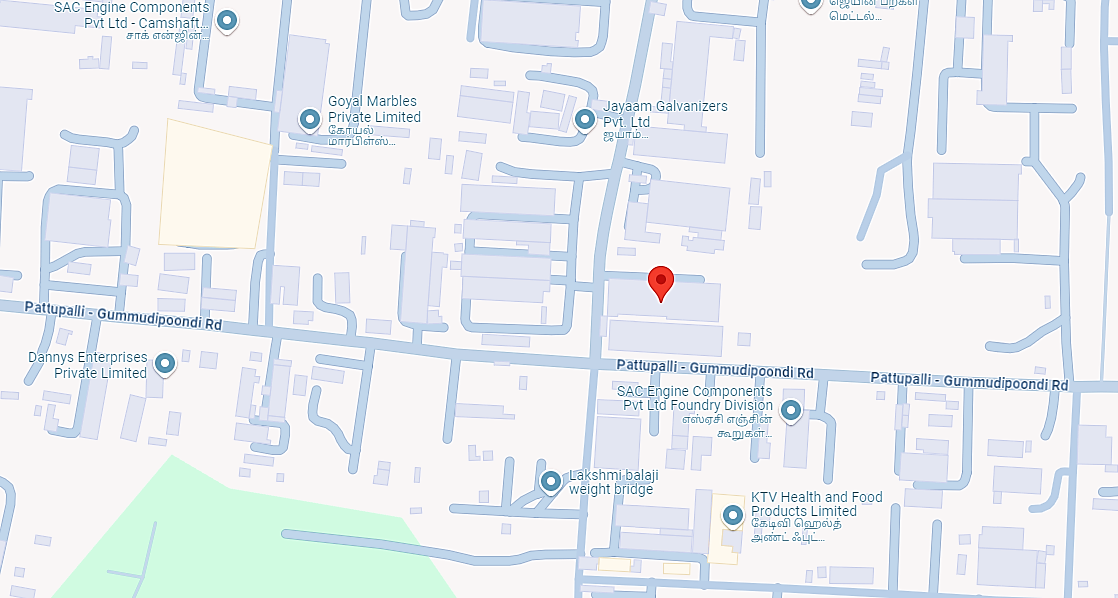 SAC Engine Components
Pvt Ltd - Camshaft...
சாக் என்ஜின்...
மெட்டல்...
Goyal Marbles
Private Limited
கோயல்
மார்பிள்ஸ்...
Jayaam Galvanizers
Pvt. Ltd
ஜயாம்...
Pattupalli - Gummudipoondi Rd
Dannys Enterprises
Private Limited
Pattupalli - Gummudipoondi Rd
Pattupalli - Gummudipoondi Rd
SAC Engine Components
Pvt Ltd Foundry Division
எஸ்ஏசி எஞ்சின்
கூறுகள்...
Lakshmi balaji
weight bridge
KTV Health and Food
Products Limited
கேடிவி ஹெல்த்
அண்ட் ஃபுட்...